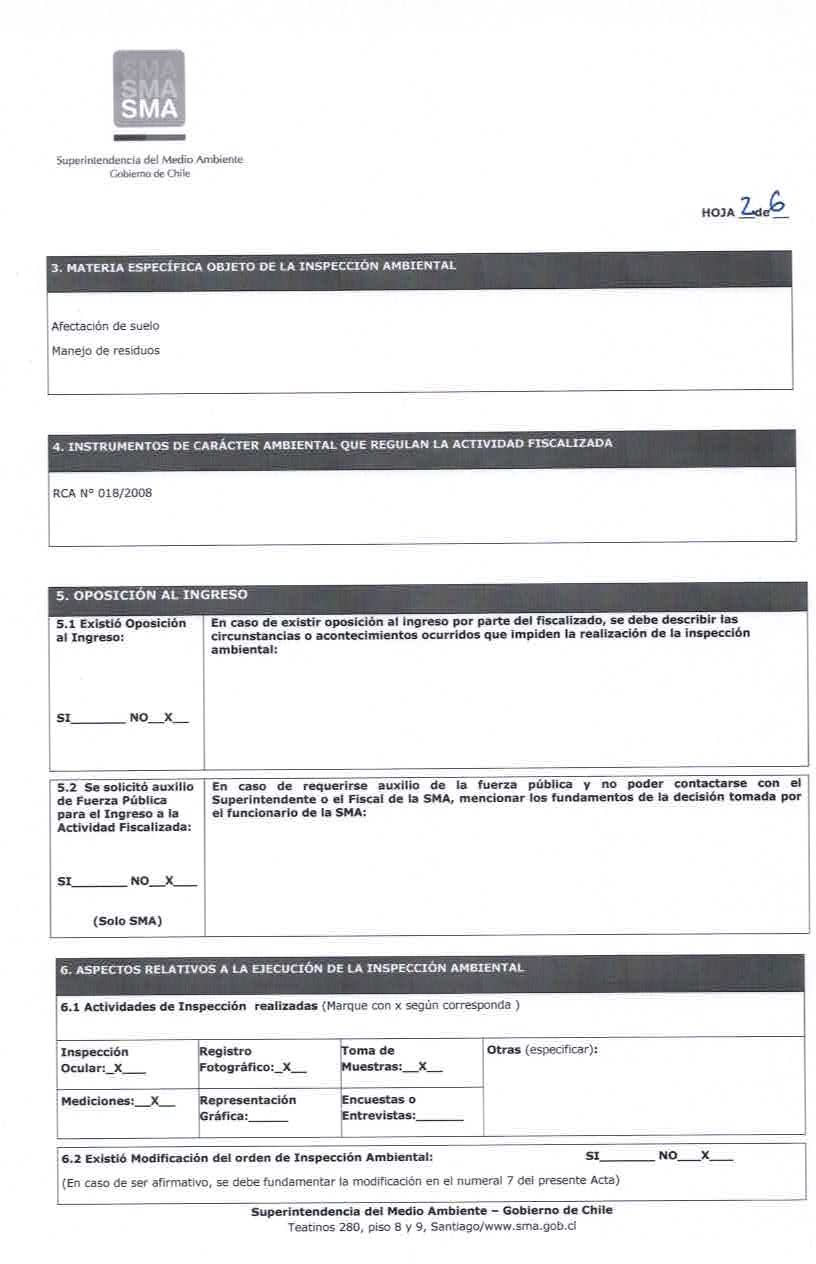 SMA
SMA
SMA
Superintendencia del Medio Ambiente
Gobierno de Chile
HOJA 2 de 6
3. MATERIA ESPECÍFICA OBJETO DE LA INSPECCIÓN AMBIENTAL
Afectación de suelo
Manejo de residuos
4. INSTRUMENTOS DE CARÁCTER AMBIENTAL QUE REGULAN LA ACTIVIDAD FISCALIZADA
RCA N° 018/2008
5. OPOSICIÓN AL INGRESO
5.1 Existió Oposición
al Ingreso:
SI________ NO__X__
En caso de existir oposición al ingreso por parte del fiscalizado, se debe describir las
circunstancias o acontecimientos ocurridos que impiden la realización de la inspección
ambiental:
5.2 Se solicitó auxilio
de Fuerza Pública
para el Ingreso a la
Actividad Fiscalizada:
SI________ NO__X___
(Solo SMA)
En caso de requerirse auxilio de la fuerza pública y no poder contactarse con el
Superintendente o el Fiscal de la SMA, mencionar los fundamentos de la decisión tomada por
el funcionario de la SMA:
6. ASPECTOS RELATIVOS A LA EJECUCIÓN DE LA INSPECCIÓN AMBIENTAL
6.1 Actividades de Inspección realizadas (Marque con x según corresponda )
Inspección
Ocular:_X___
Registro
Fotográfico:_X__
Toma de
Muestras:__X__
Otras (especificar):
Mediciones:__X__
Representación
Gráfica:______
Encuestas o
Entrevistas:_______
6.2 Existió Modificación del orden de Inspección Ambiental: SI________ NO___X___
(En caso de ser afirmativo, se debe fundamentar la modificación en el numeral 7 del presente Acta)
Superintendencia del Medio Ambiente – Gobierno de Chile
Teatinos 280, piso 8 y 9, Santiago/www.sma.gob.cl